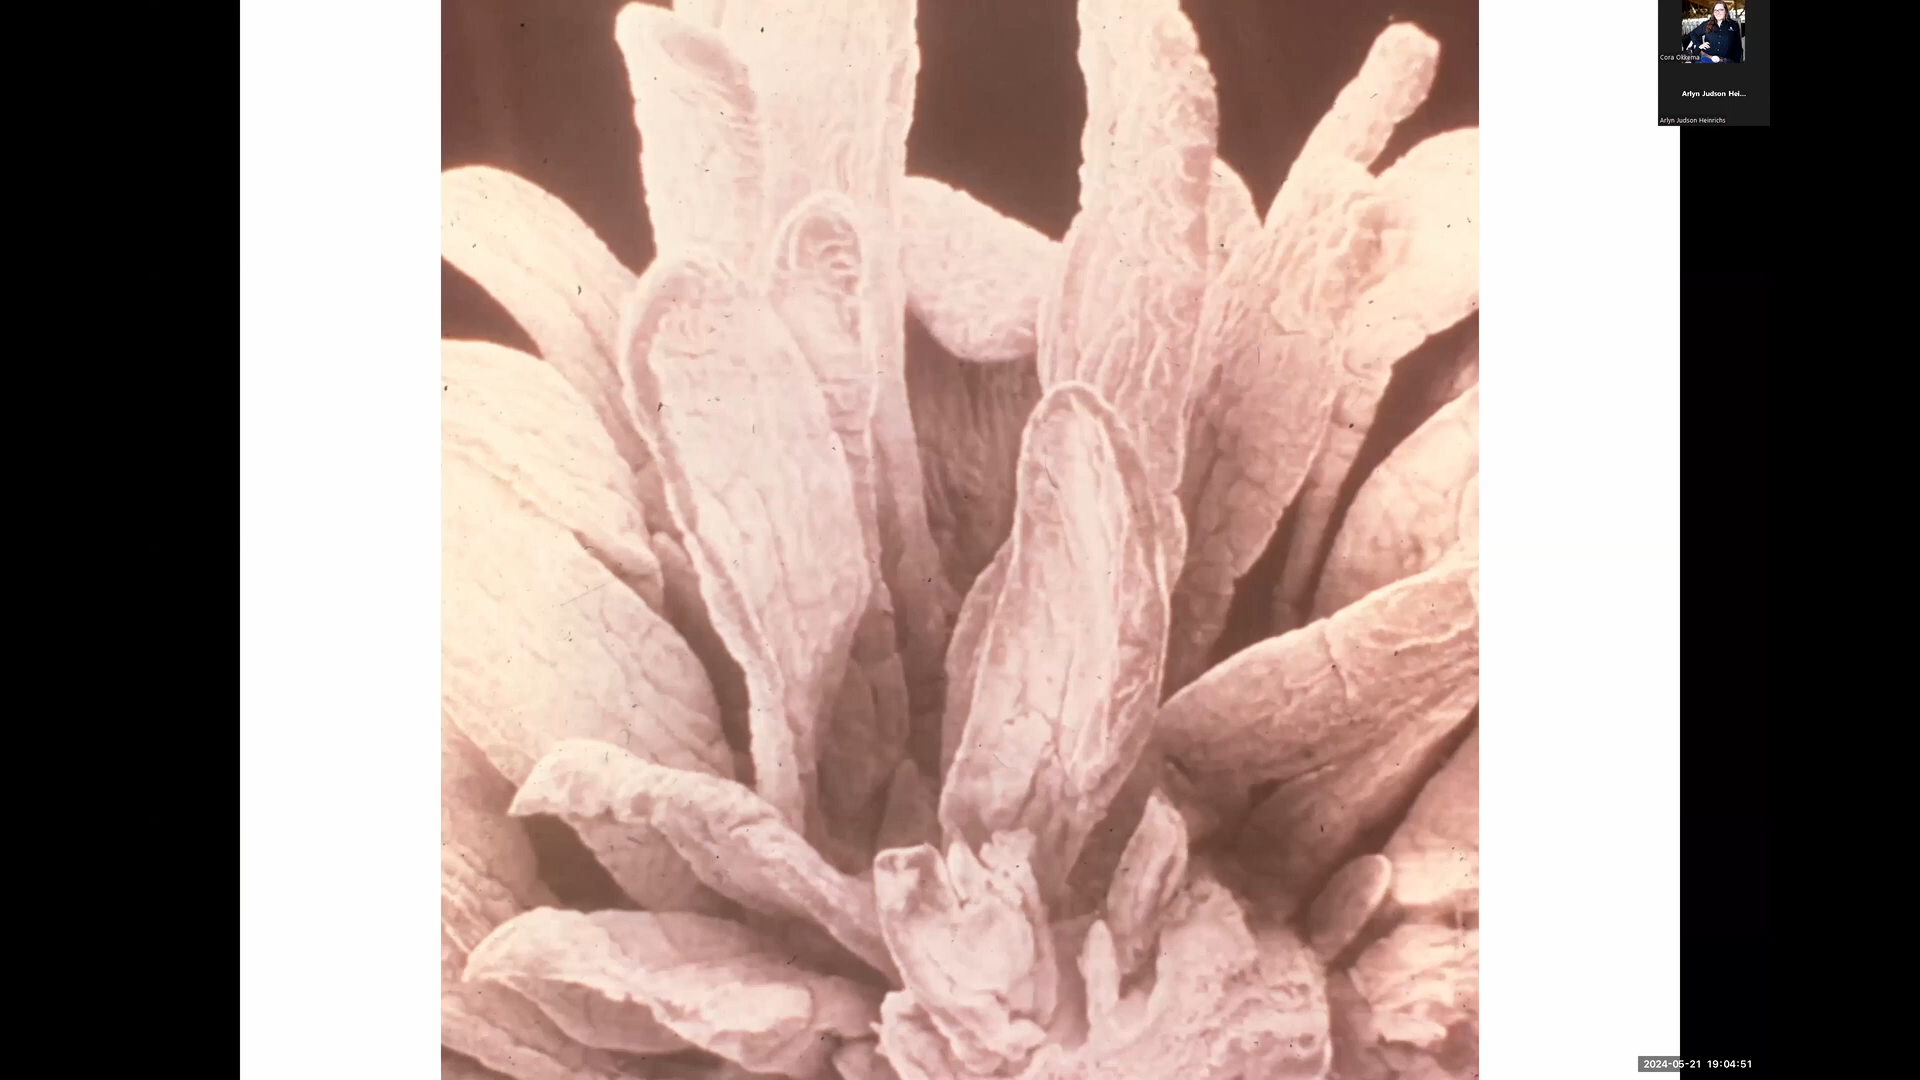 Cora Okkema
Arlyn Judson Hei...
Arlyn Judson Heinrichs
2024-05-21 19:04:51